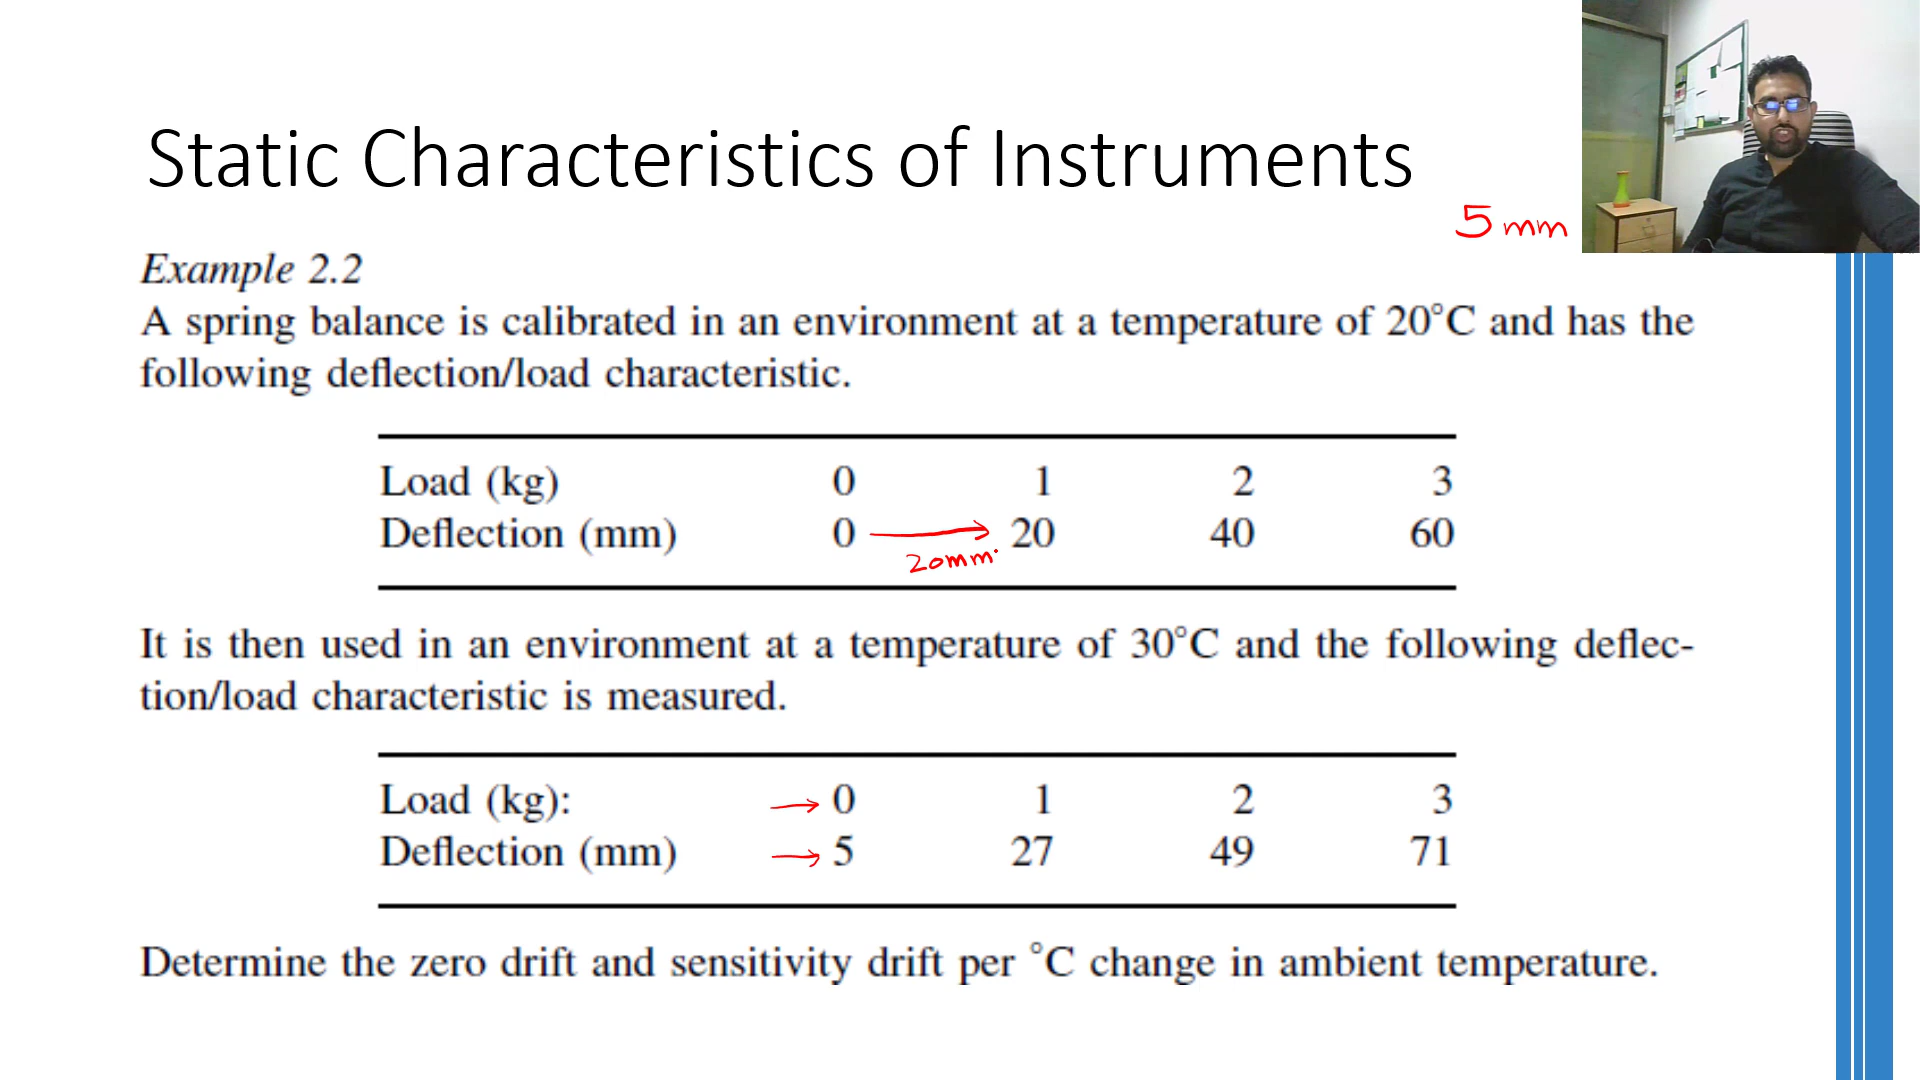 Static Characteristics of Instruments
5 mm
Example 2.2
A spring balance is calibrated in an environment at a temperature of 20°C and has the
following deflection/load characteristic.
Load (kg) 0 1 2 3
Deflection (mm) 0 20 40 60
20mm.
It is then used in an environment at a temperature of 30°C and the following deflec-
tion/load characteristic is measured.
Load (kg): 0 1 2 3
Deflection (mm) 5 27 49 71
Determine the zero drift and sensitivity drift per °C change in ambient temperature.